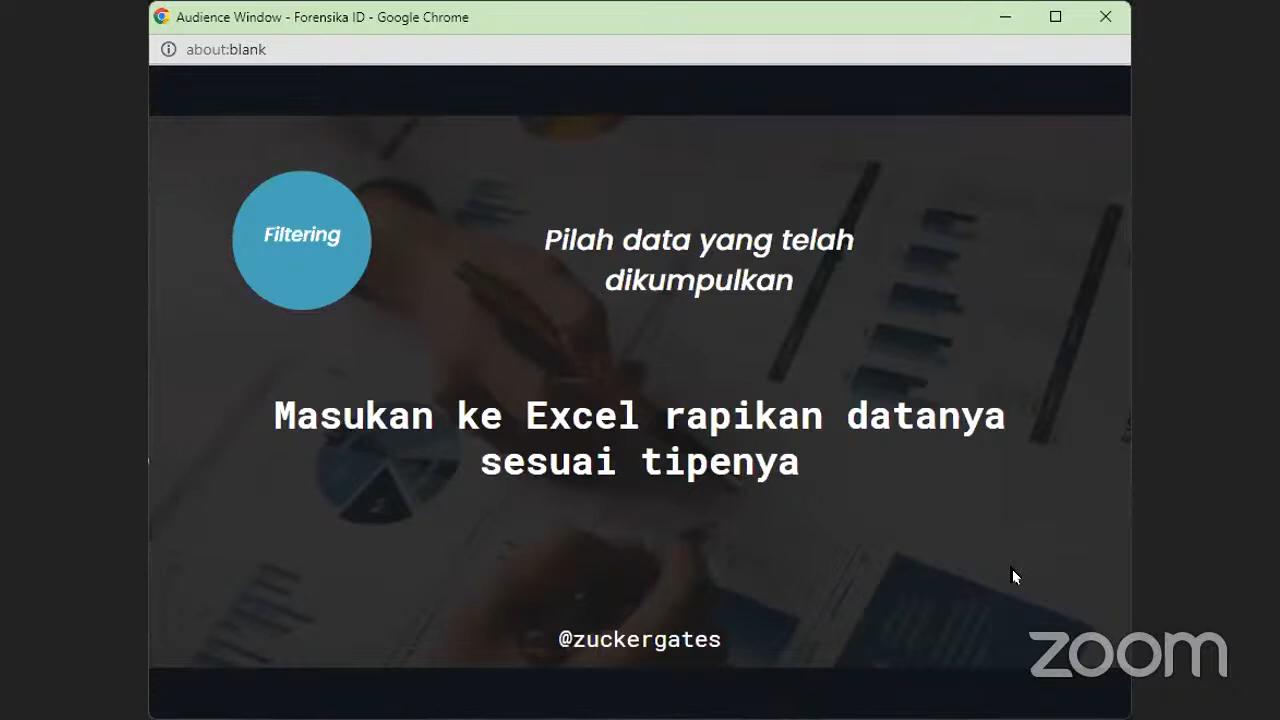 Audience Window - Forensika ID - Google Chrome
about:blank
Filtering
Pilah data yang telah
dikumpulkan
Masukan ke Excel rapikan datanya
sesuai tipenya
@zuckergates
zoom